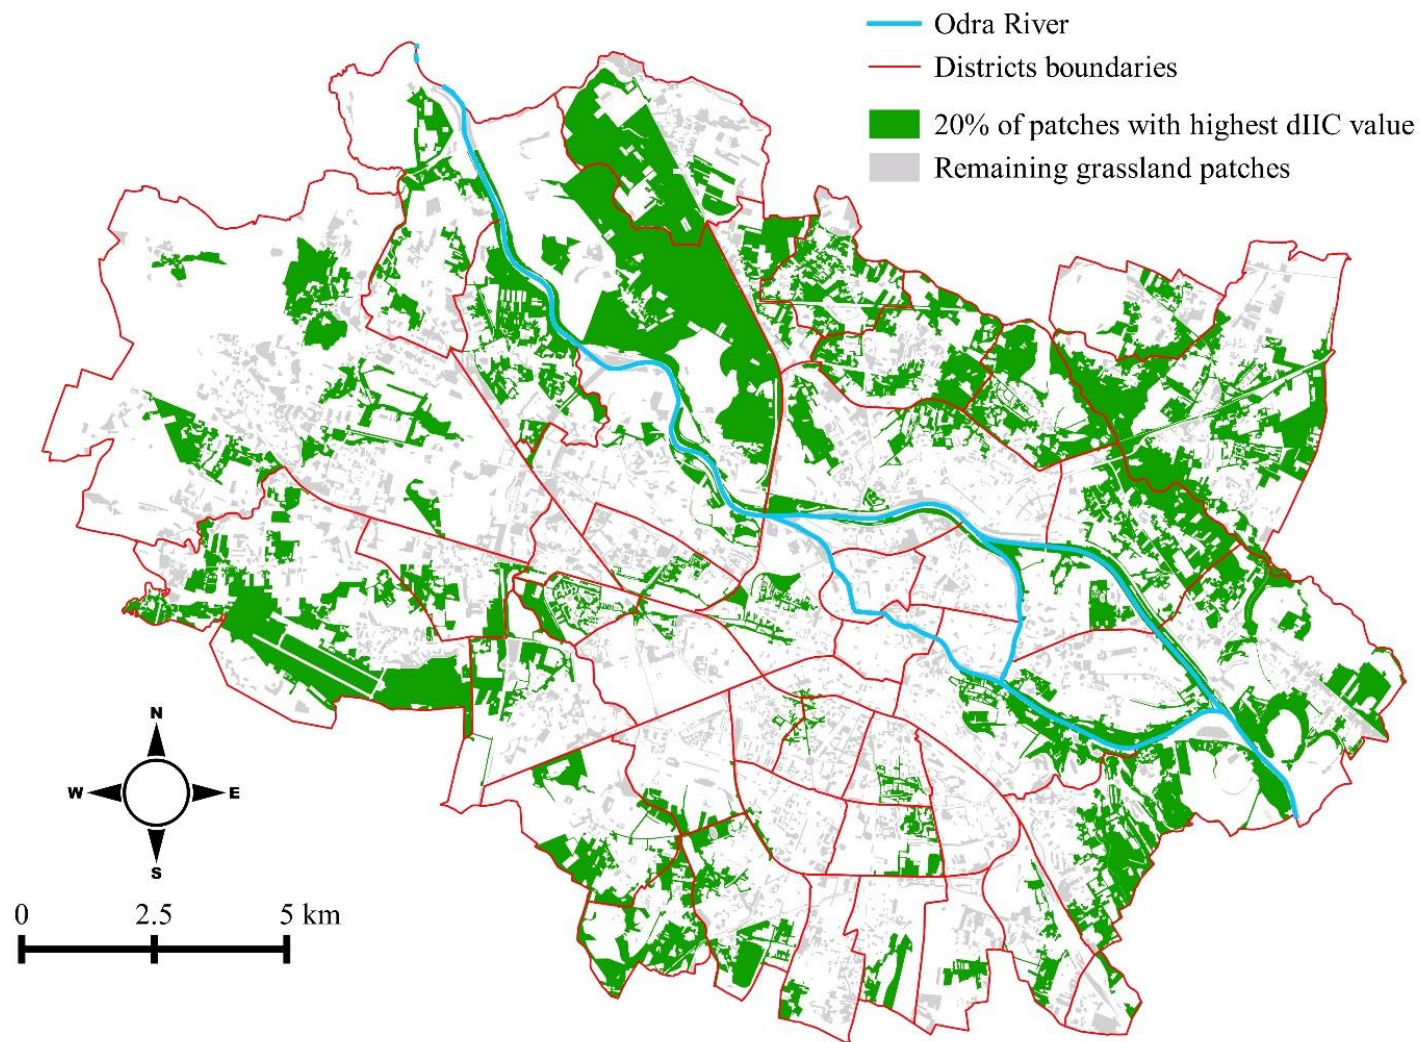 Odra River
Districts boundaries
20% of patches with highest dIIC value
Remaining grassland patches
N
W E
S
0 2.5 5 km